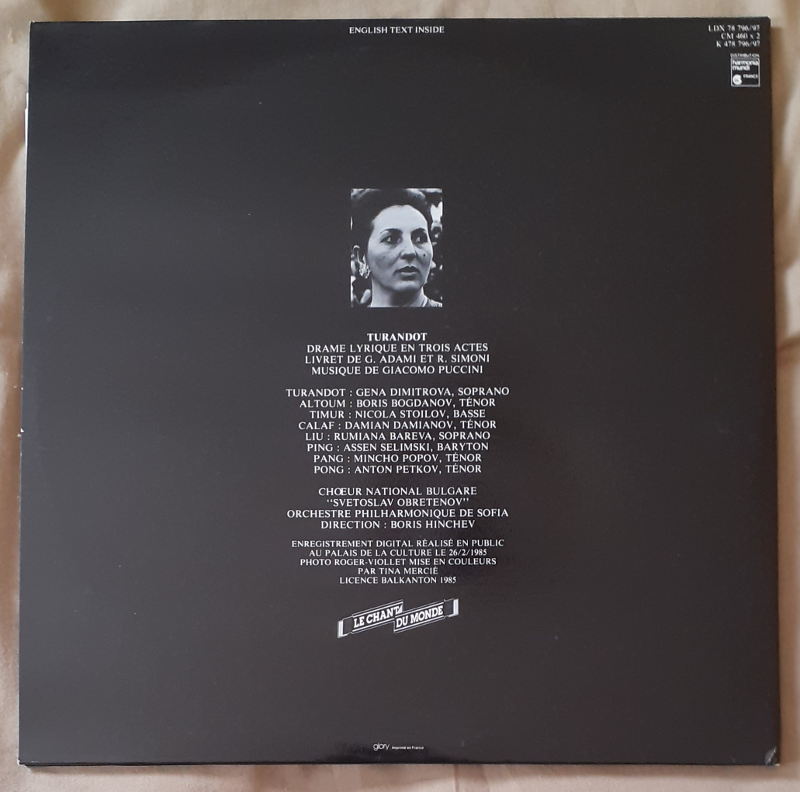 ENGLISH TEXT INSIDE
LDX 78 796/97
CM 460 x 2
K 478 796/97
DISTRIBUTION
harmonia
mundi
FRANCE
TURANDOT
DRAME LYRIQUE EN TROIS ACTES
LIVRET DE G. ADAMI ET R. SIMONI
MUSIQUE DE GIACOMO PUCCINI
TURANDOT : GENA DIMITROVA, SOPRANO
ALTOUM : BORIS BOGDANOV, TÉNOR
TIMUR : NICOLA STOILOV, BASSE
CALAF : DAMIAN DAMIANOV, TÉNOR
LIU : RUMIANA BAREVA, SOPRANO
PING : ASSEN SELIMSKI, BARYTON
PANG : MINCHO POPOV, TÉNOR
PONG : ANTON PETKOV, TÉNOR
CHŒUR NATIONAL BULGARE
‘‘SVETOSLAV OBRETENOV’’
ORCHESTRE PHILHARMONIQUE DE SOFIA
DIRECTION : BORIS HINCHEV
ENREGISTREMENT DIGITAL RÉALISÉ EN PUBLIC
AU PALAIS DE LA CULTURE LE 26/2/1985
PHOTO ROGER-VIOLLET MISE EN COULEURS
PAR TINA MERCIÉ
LICENCE BALKANTON 1985
LE CHANT DU MONDE
glory imprimé en France